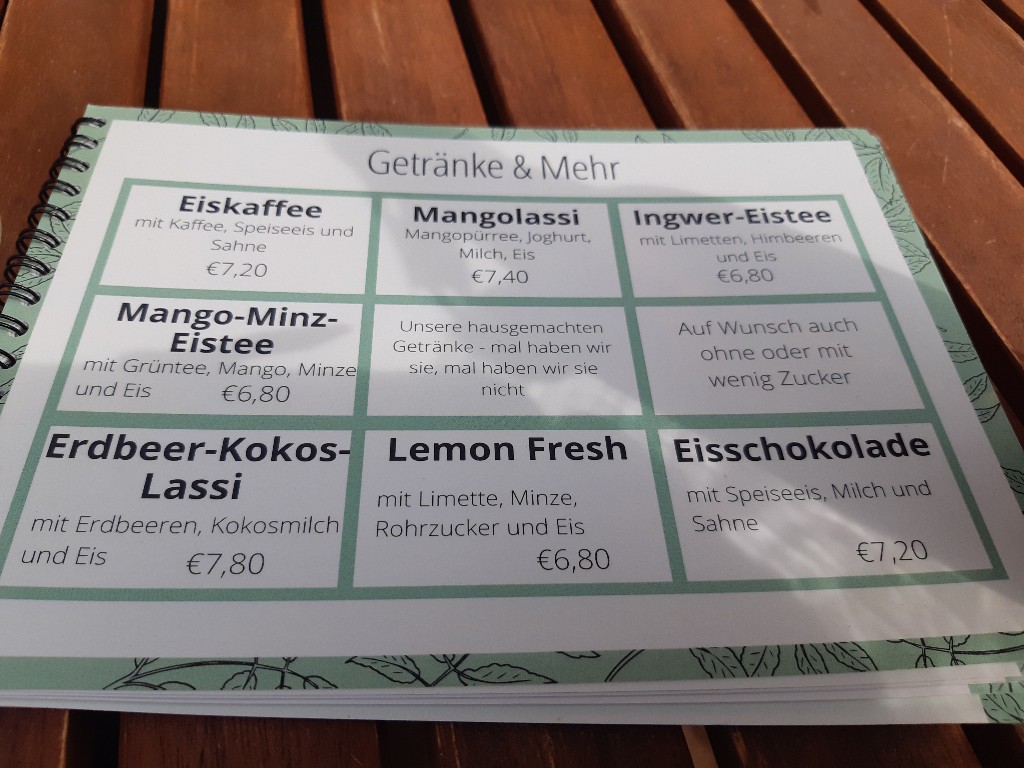 Getränke & Mehr
Eiskaffee
mit Kaffee, Speiseeis und
Sahne
€7,20
Mangolassi
Mangopürree, Joghurt,
Milch, Eis
€7,40
Ingwer-Eistee
mit Limetten, Himbeeren
und Eis
€6,80
Mango-Minz-
Eistee
mit Grüntee, Mango, Minze
und Eis €6,80
Unsere hausgemachten
Getränke - mal haben wir
sie, mal haben wir sie
nicht
Auf Wunsch auch
ohne oder mit
wenig Zucker
Erdbeer-Kokos-
Lassi
mit Erdbeeren, Kokosmilch
und Eis €7,80
Lemon Fresh
mit Limette, Minze,
Rohrzucker und Eis
€6,80
Eisschokolade
mit Speiseeis, Milch und
Sahne
€7,20